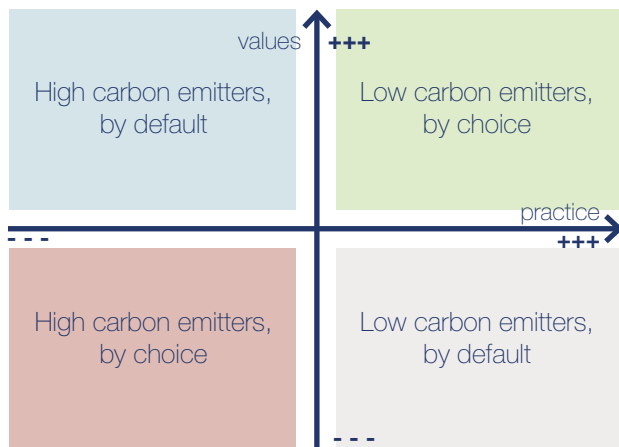 values +++
High carbon emitters,
by default
Low carbon emitters,
by choice
practice
- - -
+++
High carbon emitters,
by choice
Low carbon emitters,
by default
- - -